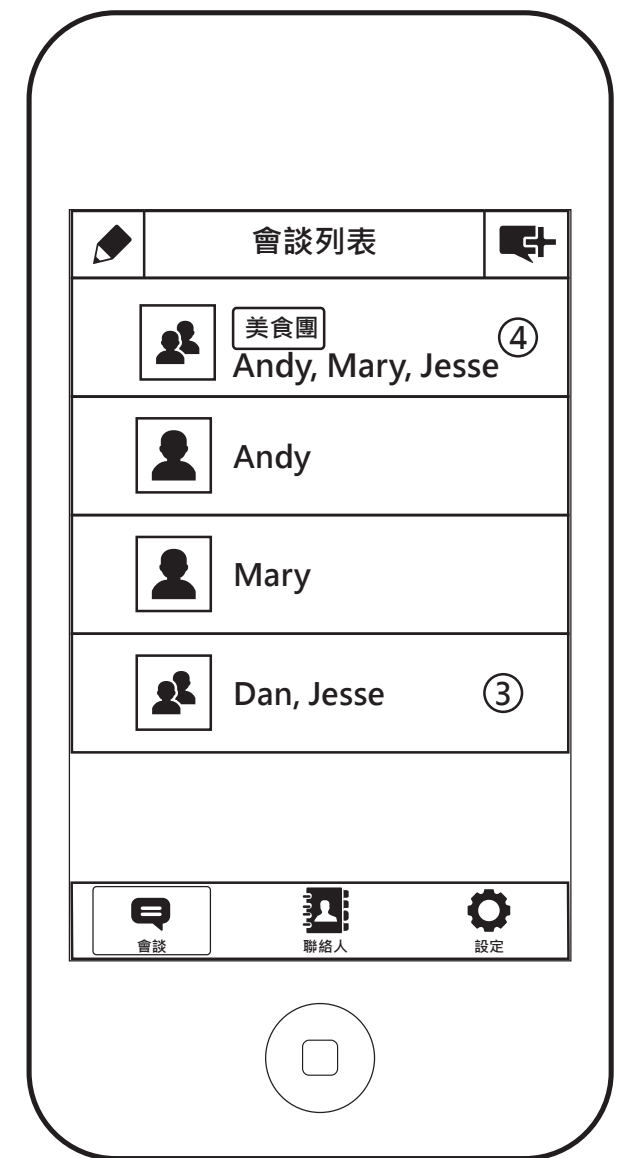 會談列表
美食團
Andy, Mary, Jesse
④
Andy
Mary
Dan, Jesse
③
會談
聯絡人
設定